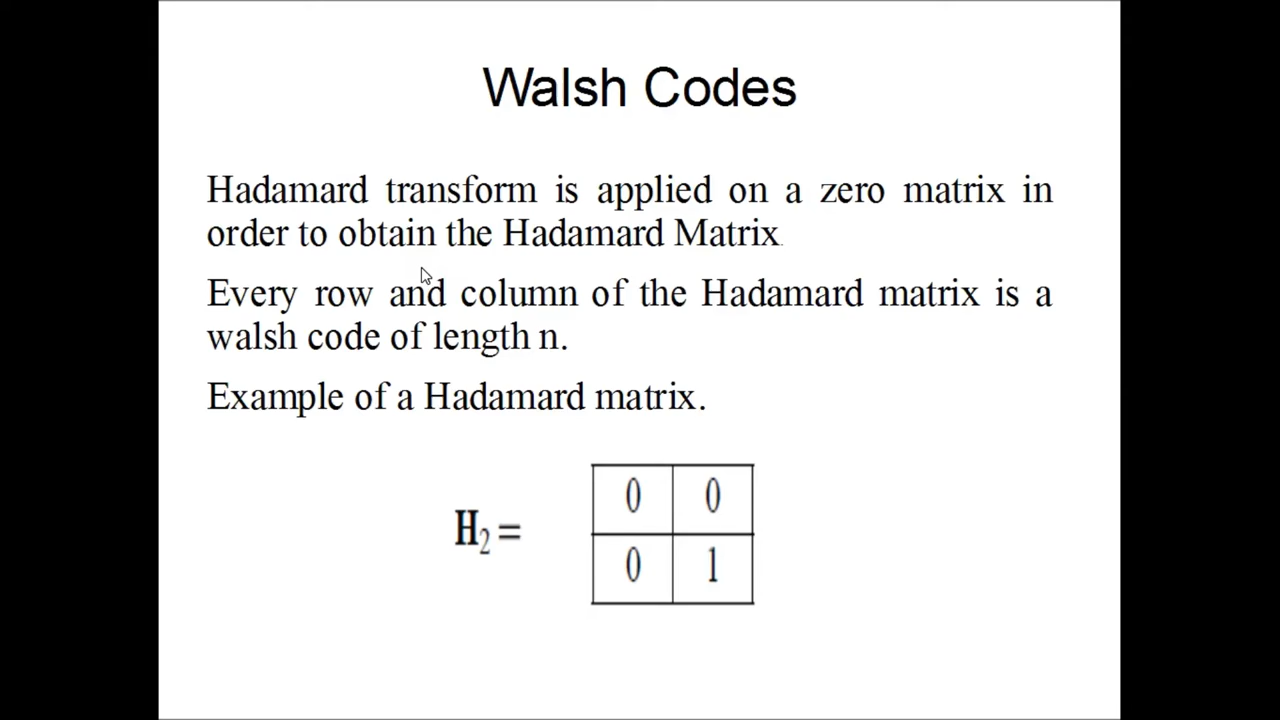 Walsh Codes
Hadamard transform is applied on a zero matrix in
order to obtain the Hadamard Matrix.
Every row and column of the Hadamard matrix is a
walsh code of length n.
Example of a Hadamard matrix.
H₂ =
0 0
0 1